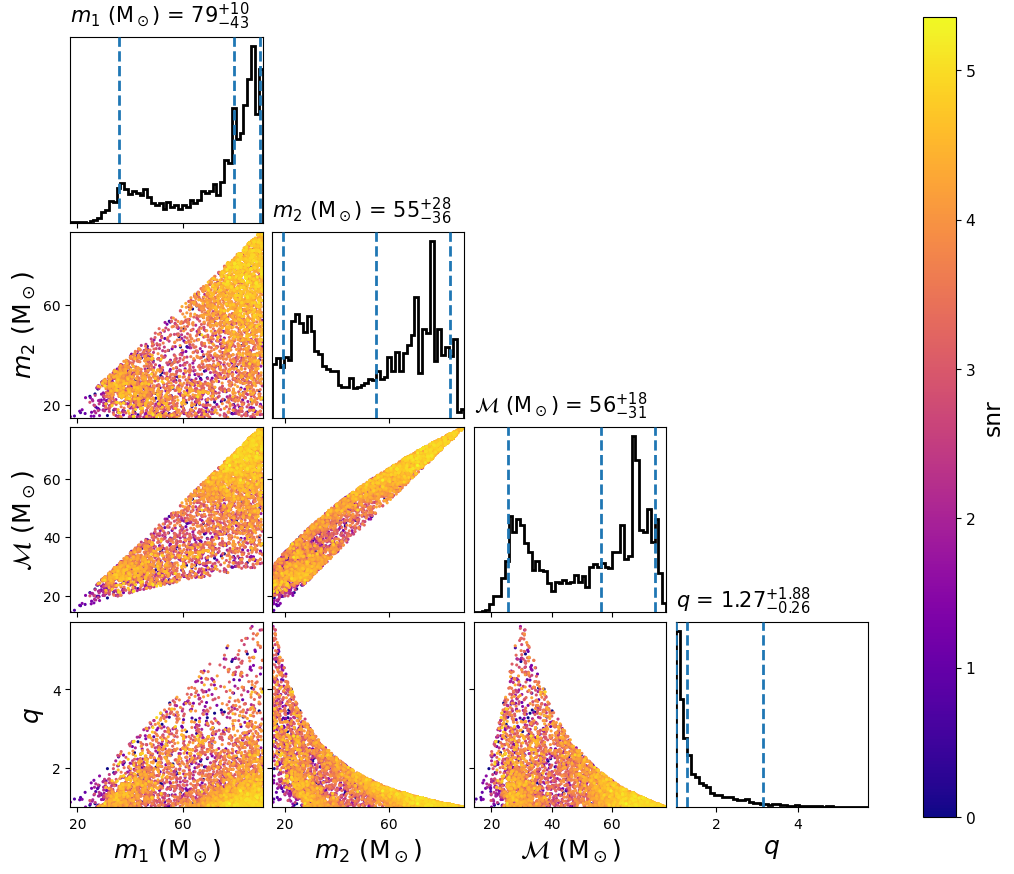 m₁ (M⊙) = 79⁺¹⁰₋₄₃
m₂ (M⊙) = 55⁺²⁸₋₃₆
ℳ (M⊙) = 56⁺¹⁸₋₃₁
q = 1.27⁺¹·⁸⁸₋₀.₂₆
m₂ (M⊙)
60
20
ℳ (M⊙)
60
40
20
q
4
2
20 60
20 60
20 40 60
2 4
m₁ (M⊙)
m₂ (M⊙)
ℳ (M⊙)
q
5
4
3
2
1
0
snr